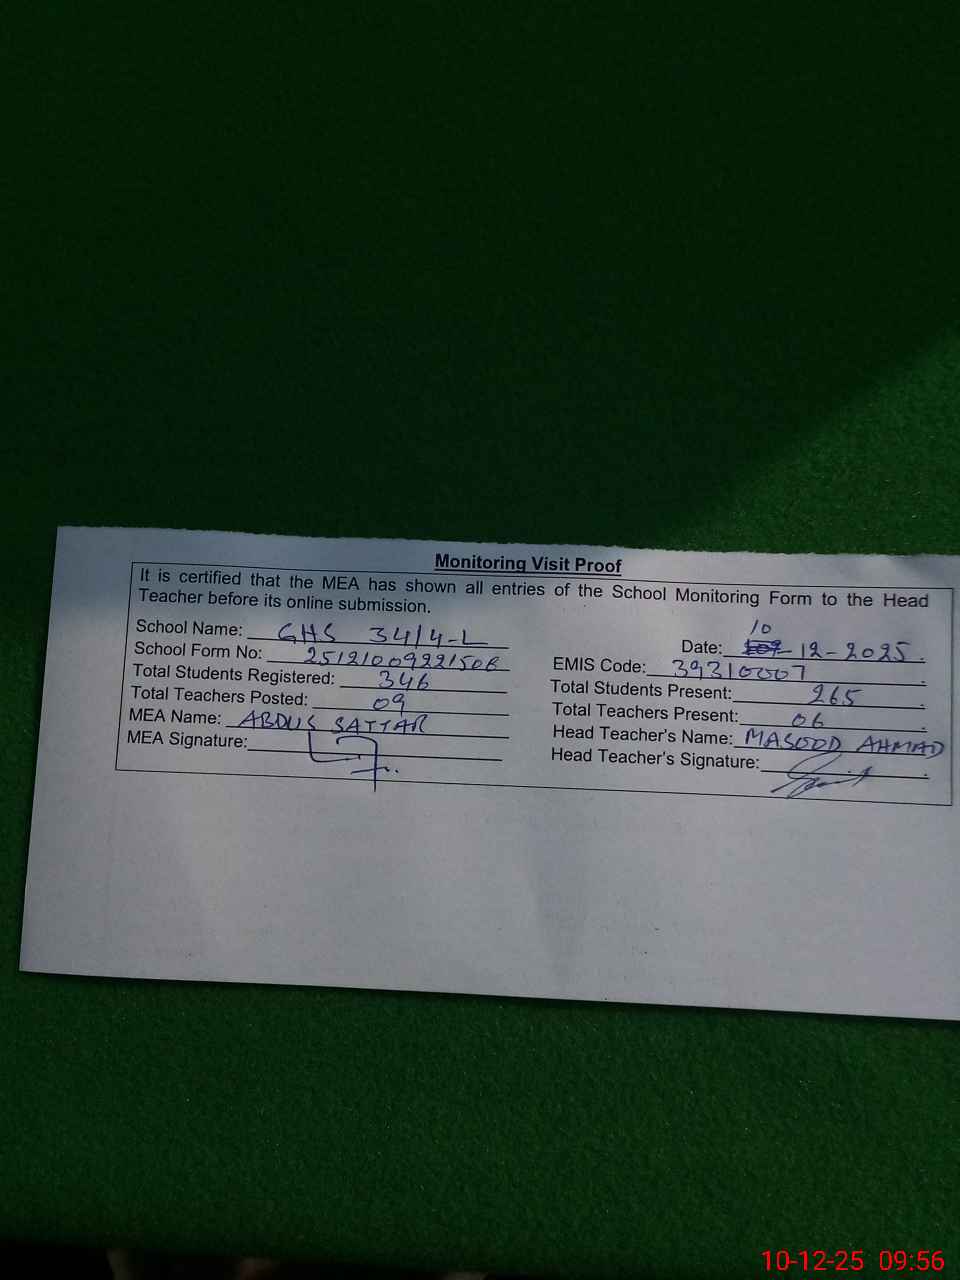 Monitoring Visit Proof
It is certified that the MEA has shown all entries of the School Monitoring Form to the Head
Teacher before its online submission.
School Name: GHS 34/4-L
Date: 10 -12-2025.
School Form No: 25121009221508
EMIS Code: 39310007
Total Students Registered: 346
Total Students Present: 265
Total Teachers Posted: 09
Total Teachers Present: 06
MEA Name: ABDUS SATTAR
Head Teacher's Name: MASOOD AHMAD
MEA Signature:
Head Teacher's Signature:
10-12-25 09:56